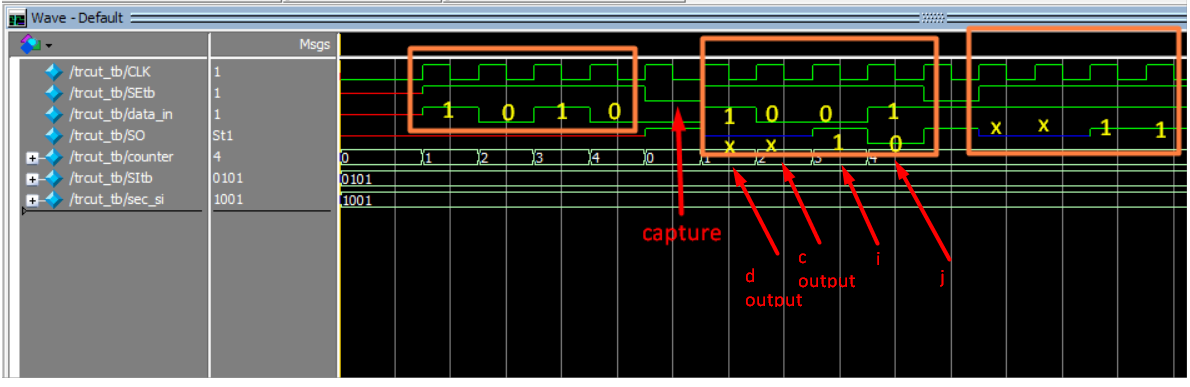 Wave - Default
Msgs
/trcut_tb/CLK 1
/trcut_tb/SEtb 1
/trcut_tb/data_in 1 1 0 1 0 1 0 0 1
/trcut_tb/SO St1 x x 1 0 x x 1 1
/trcut_tb/counter 4 0 1 2 3 4 0 1 2 3 4
/trcut_tb/SItb 0101 0101
/trcut_tb/sec_si 1001 1001
capture
d output
c output
i
j